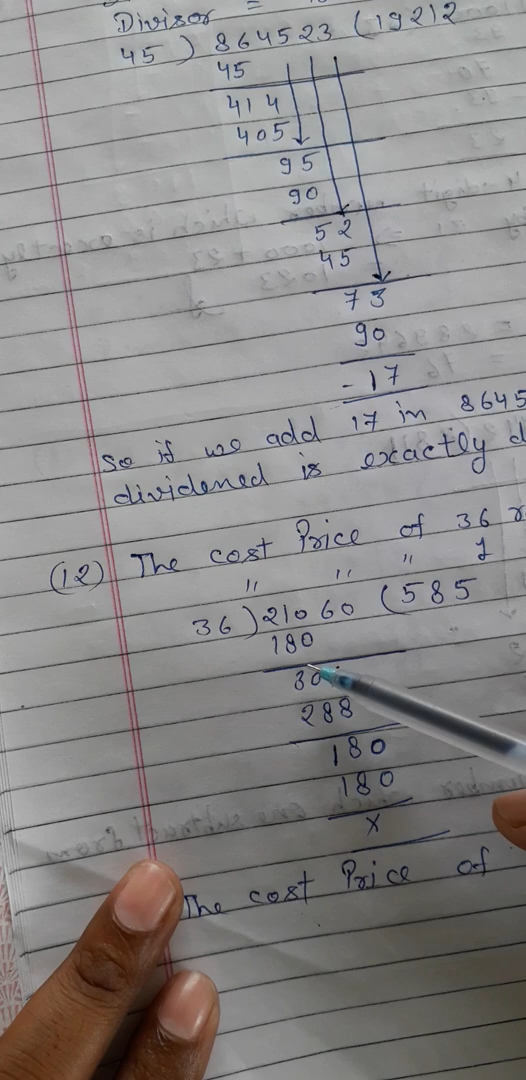 Divisor =
45 ) 864523 ( 19212
45
414
405
95
90
52
45
73
90
- 17
So if we add 17 in 8645
dividened is exactly d
(12) The cost Price of 36
" " " 1
36 ) 21060 ( 585
180
30
288
180
180
x
The cost Price of